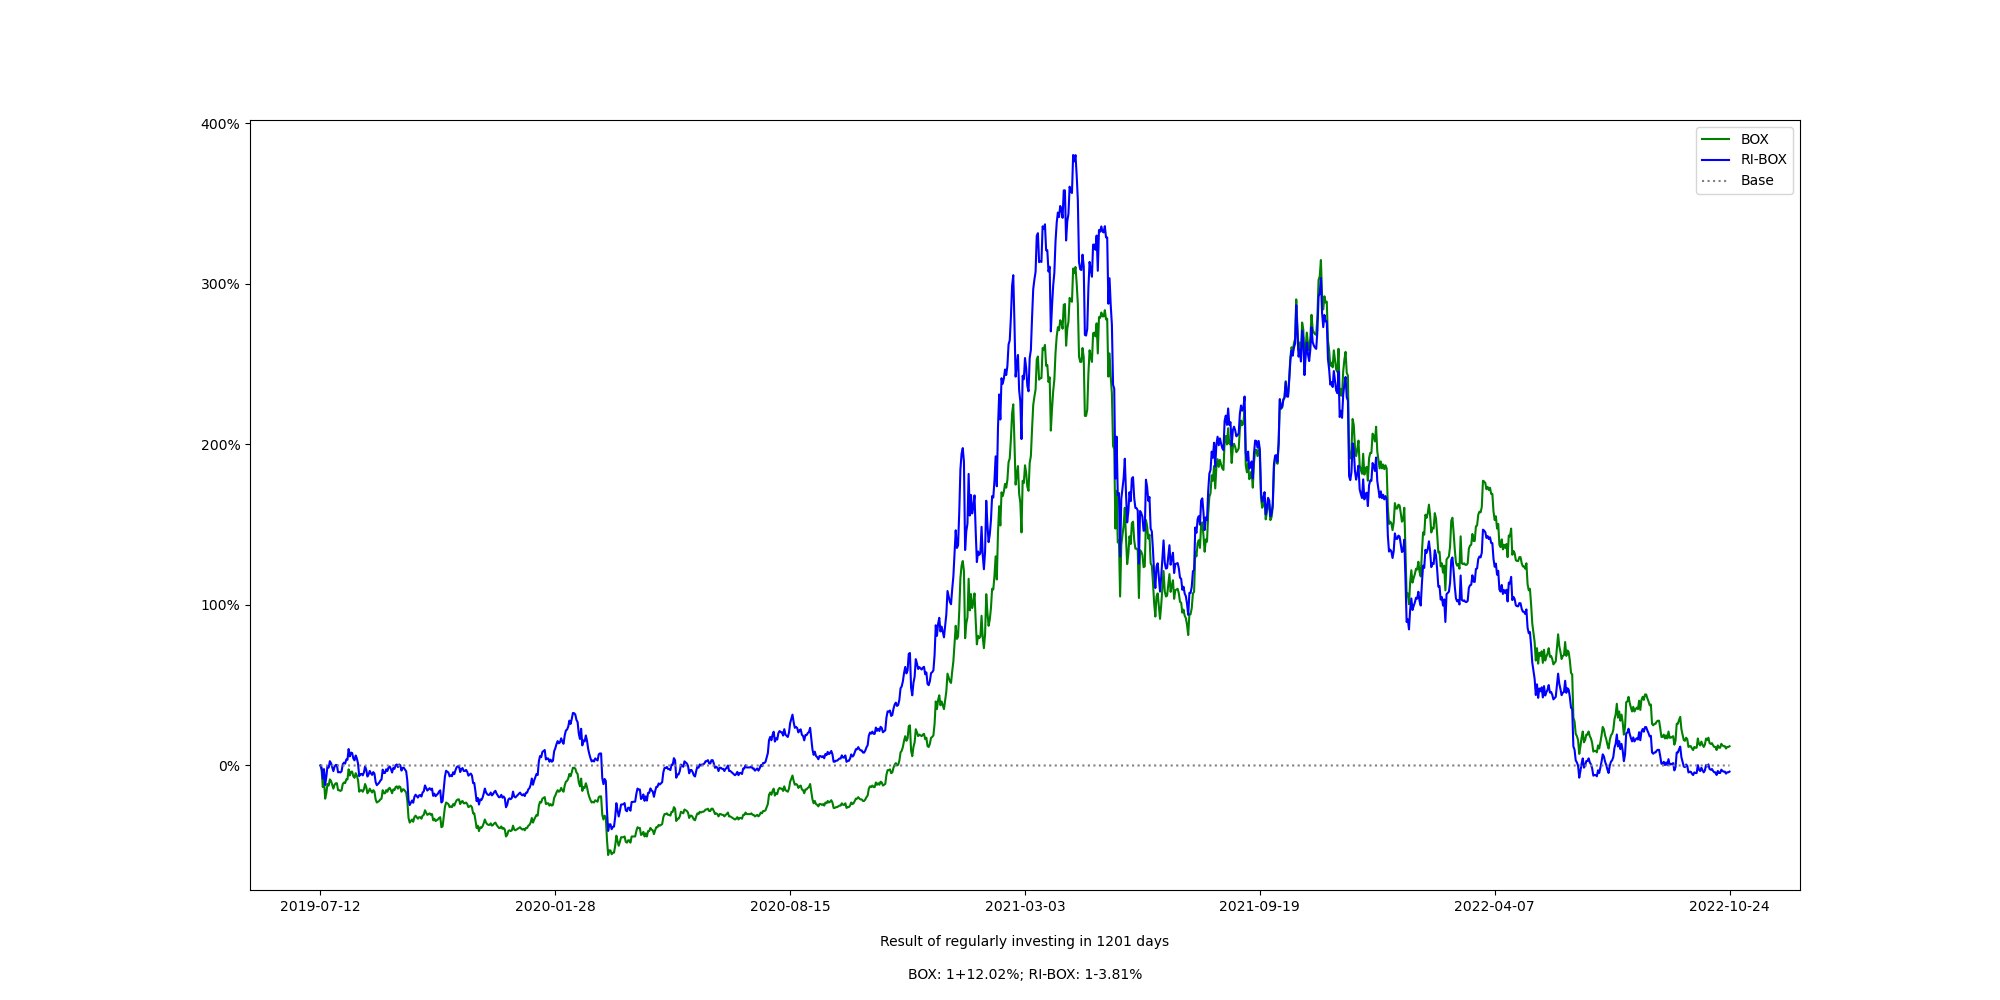 400%
300%
200%
100%
0%
BOX
RI-BOX
Base
2019-07-12
2020-01-28
2020-08-15
2021-03-03
2021-09-19
2022-04-07
2022-10-24
Result of regularly investing in 1201 days
BOX: 1+12.02%; RI-BOX: 1-3.81%